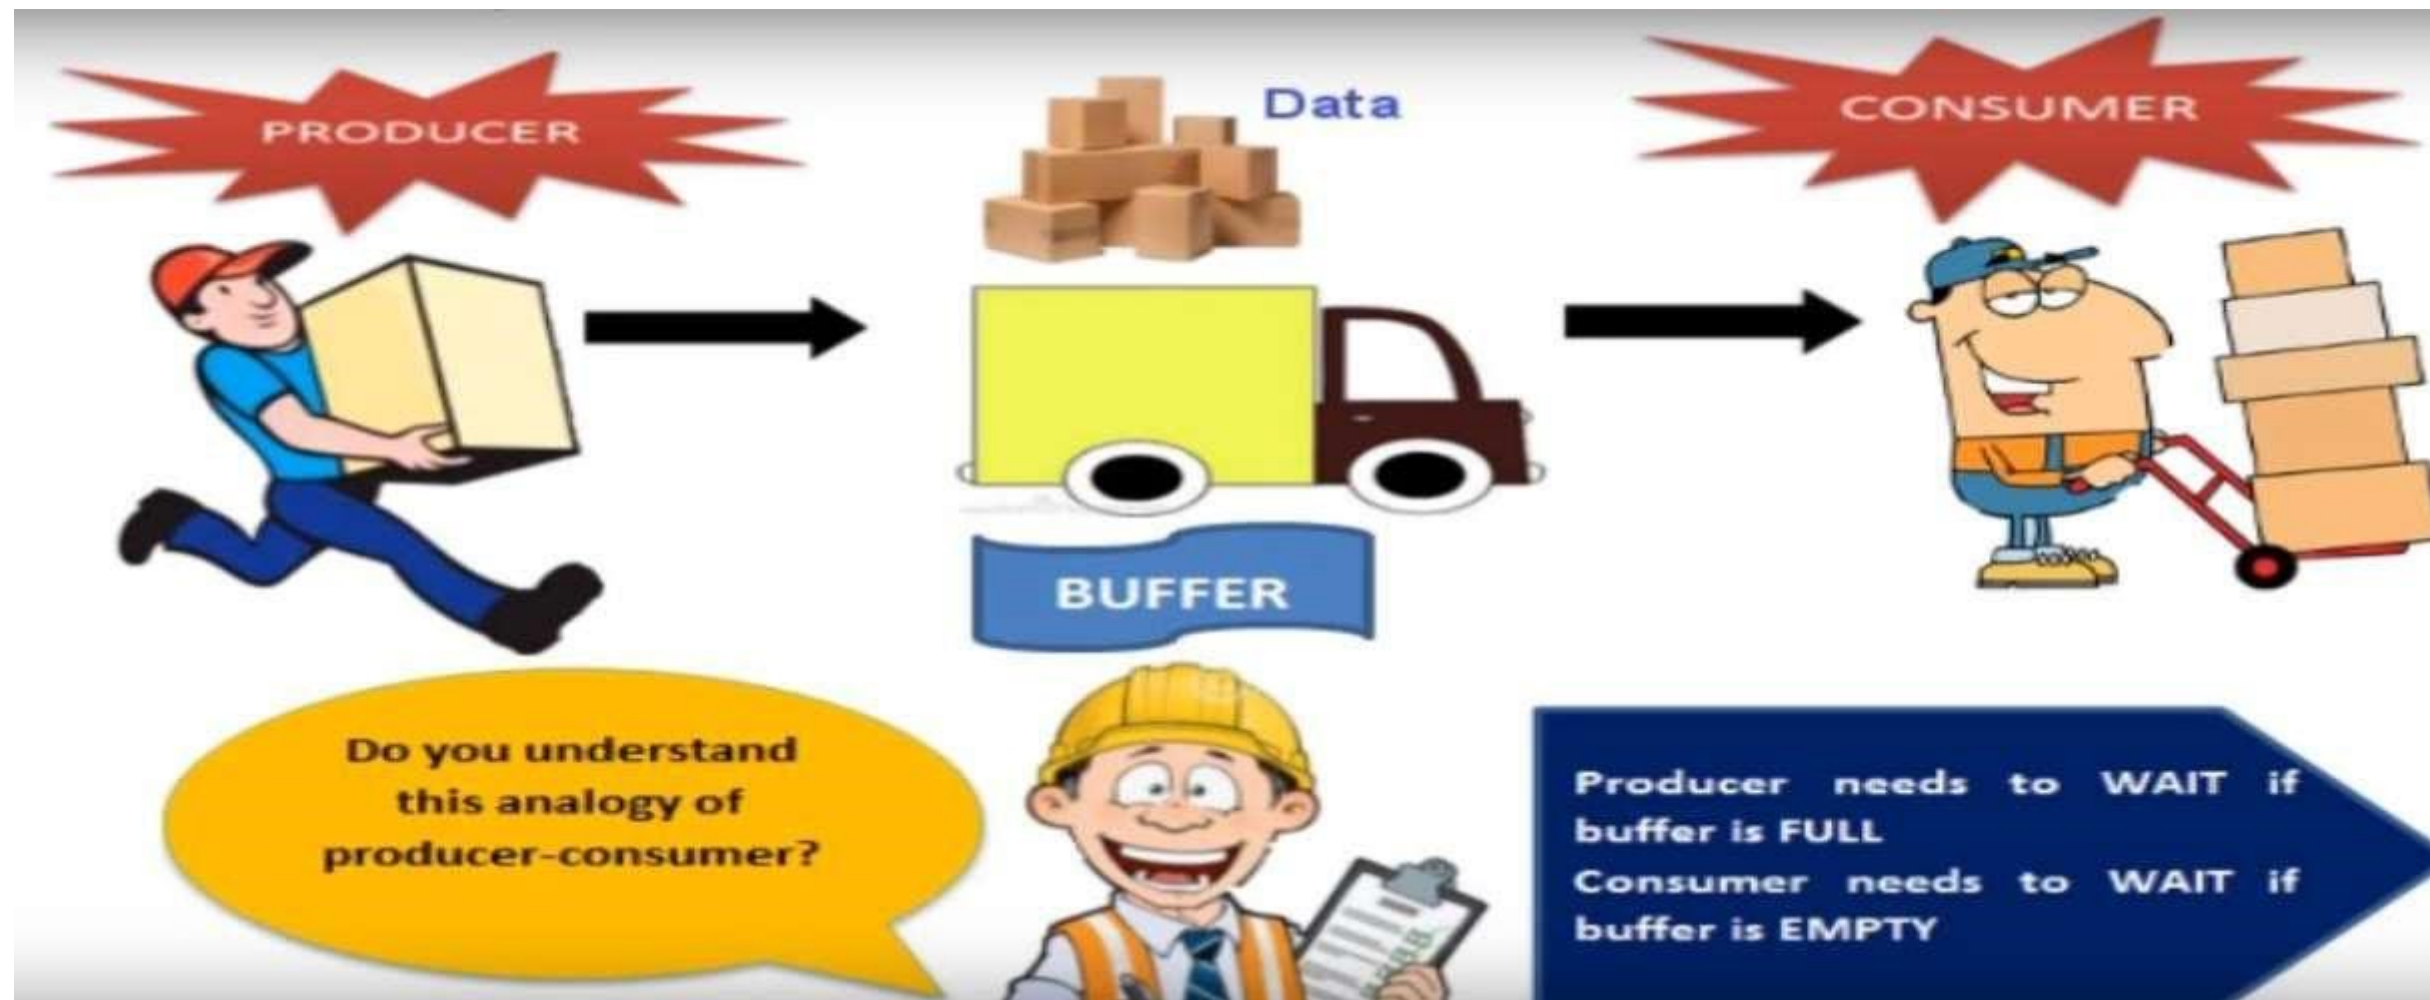 PRODUCER
Data
CONSUMER
BUFFER
Do you understand
this analogy of
producer-consumer?
Producer needs to WAIT if
buffer is FULL
Consumer needs to WAIT if
buffer is EMPTY